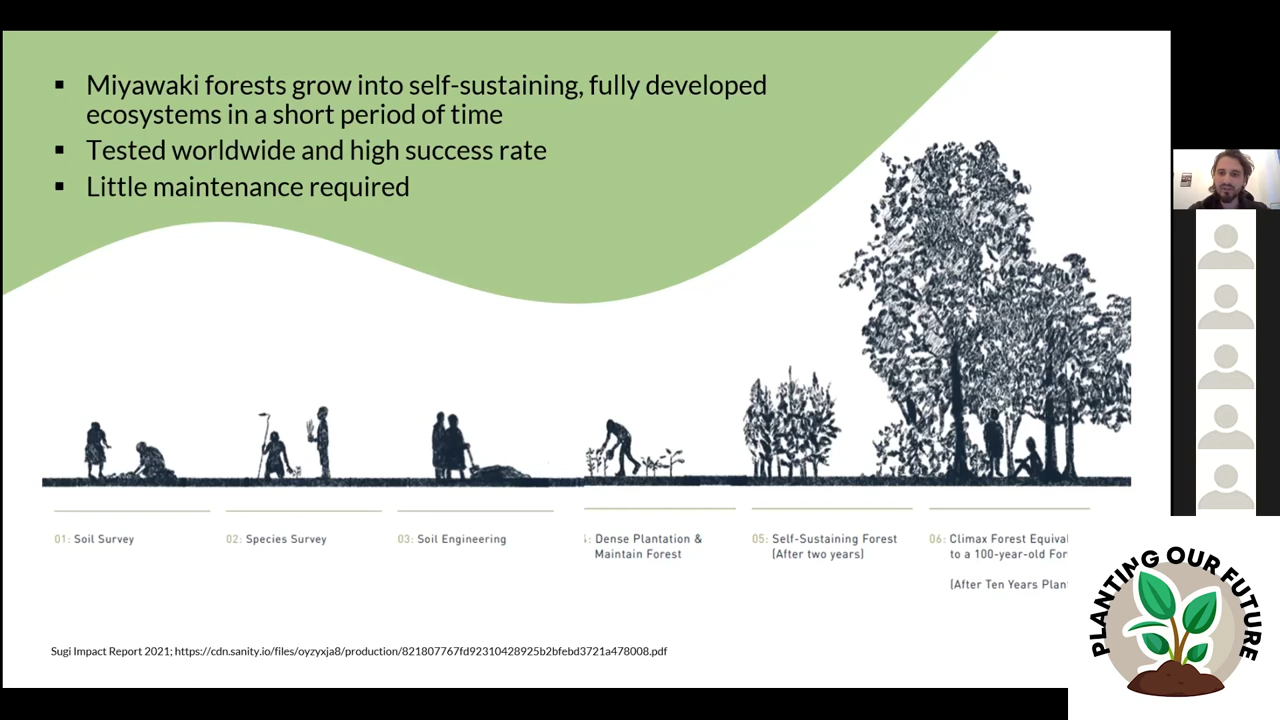 ▪ Miyawaki forests grow into self-sustaining, fully developed
ecosystems in a short period of time
▪ Tested worldwide and high success rate
▪ Little maintenance required
01: Soil Survey
02: Species Survey
03: Soil Engineering
: Dense Plantation &
Maintain Forest
05: Self-Sustaining Forest
(After two years)
06: Climax Forest Equival
to a 100-year-old For
(After Ten Years Plan
Sugi Impact Report 2021; https://cdn.sanity.io/files/oyzyxja8/production/821807767fd92310428925b2bfebd3721a478008.pdf
PLANTING OUR FUTURE